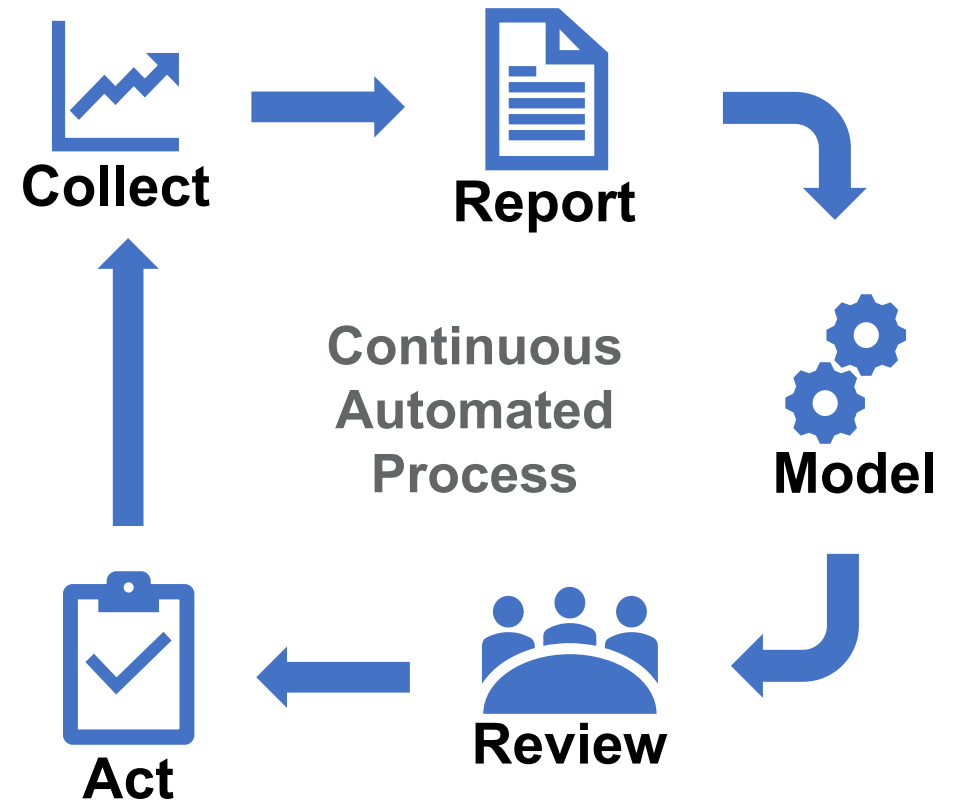 Collect
Report
Continuous
Automated
Process
Model
Review
Act